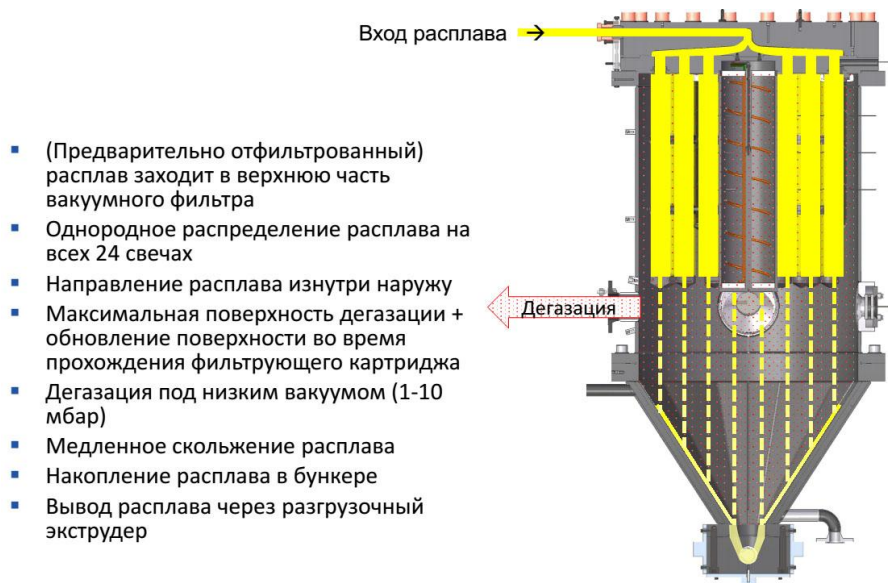 Вход расплава →
(Предварительно отфильтрованный)
расплав заходит в верхнюю часть
вакуумного фильтра
Однородное распределение расплава на
всех 24 свечах
Направление расплава изнутри наружу
Максимальная поверхность дегазации +
обновление поверхности во время
прохождения фильтрующего картриджа
Дегазация под низким вакуумом (1-10
мбар)
Медленное скольжение расплава
Накопление расплава в бункере
Вывод расплава через разгрузочный
экструдер
Дегазация